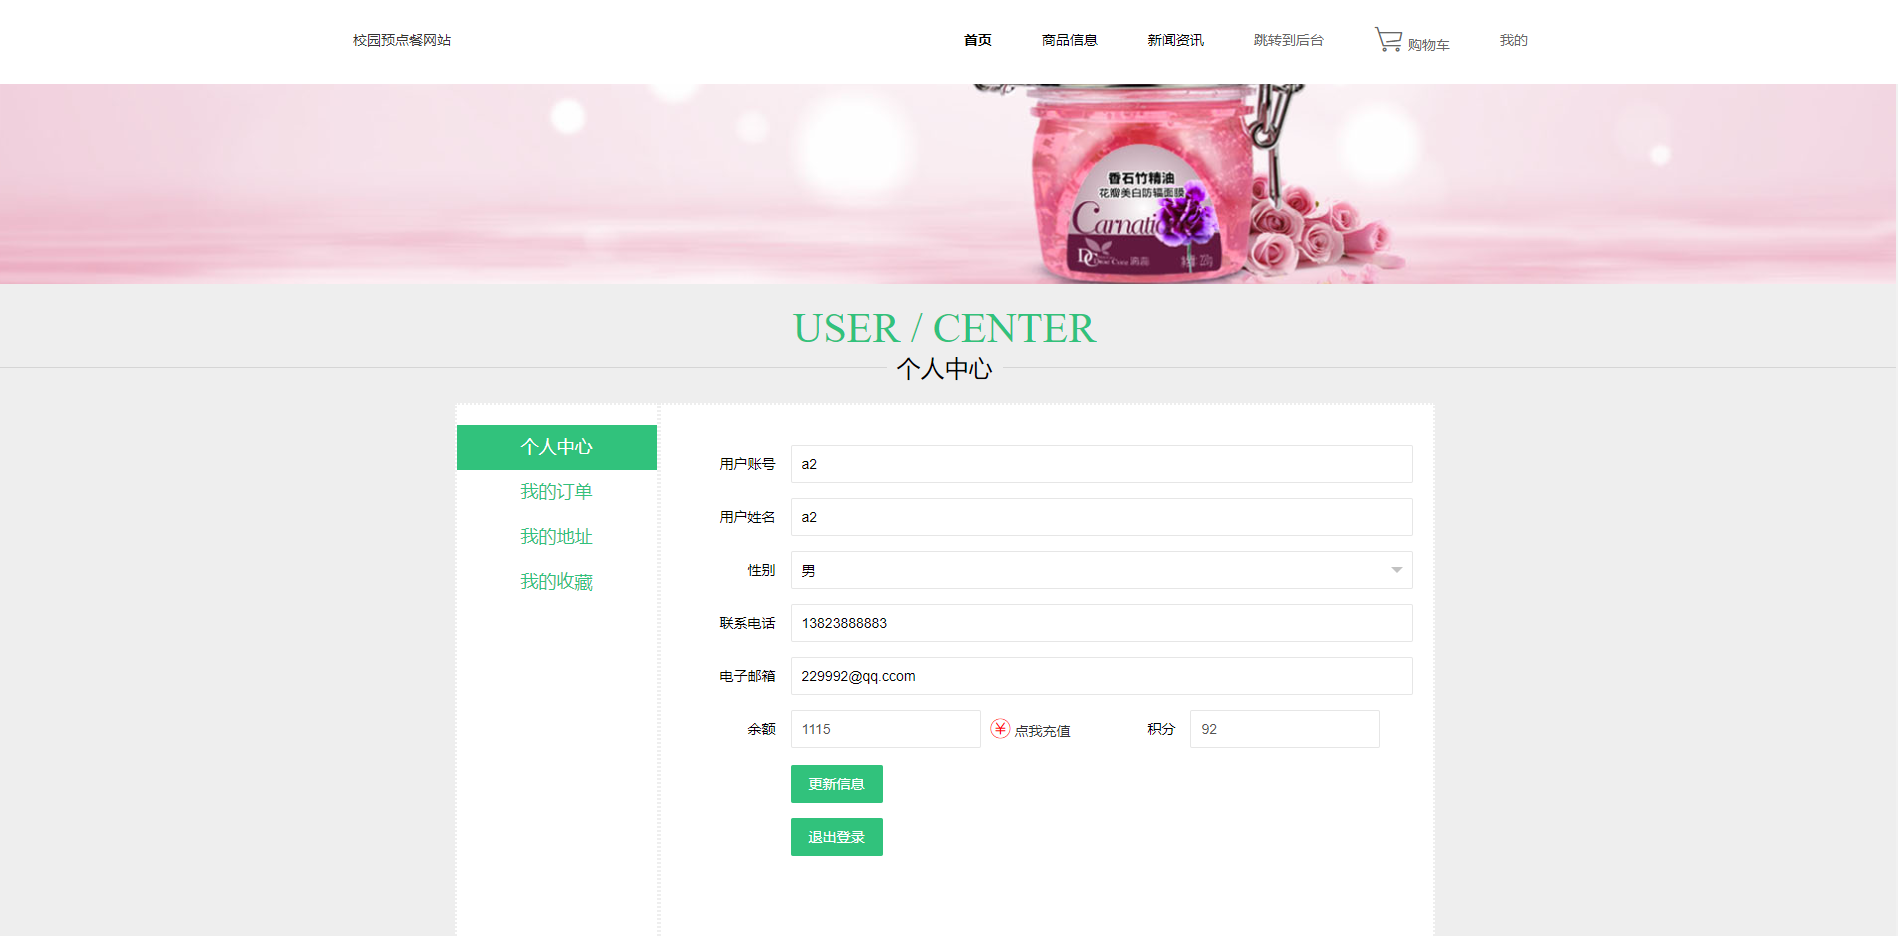 校园预点餐网站
首页 商品信息 新闻资讯 跳转到后台 购物车 我的
香石竹精油
花瓣美白防辐面膜
Carnatio
DC
USER / CENTER
个人中心
个人中心
我的订单
我的地址
我的收藏
用户账号 a2
用户姓名 a2
性别 男
联系电话 13823888883
电子邮箱 229992@qq.ccom
余额 1115 点我充值 积分 92
更新信息
退出登录